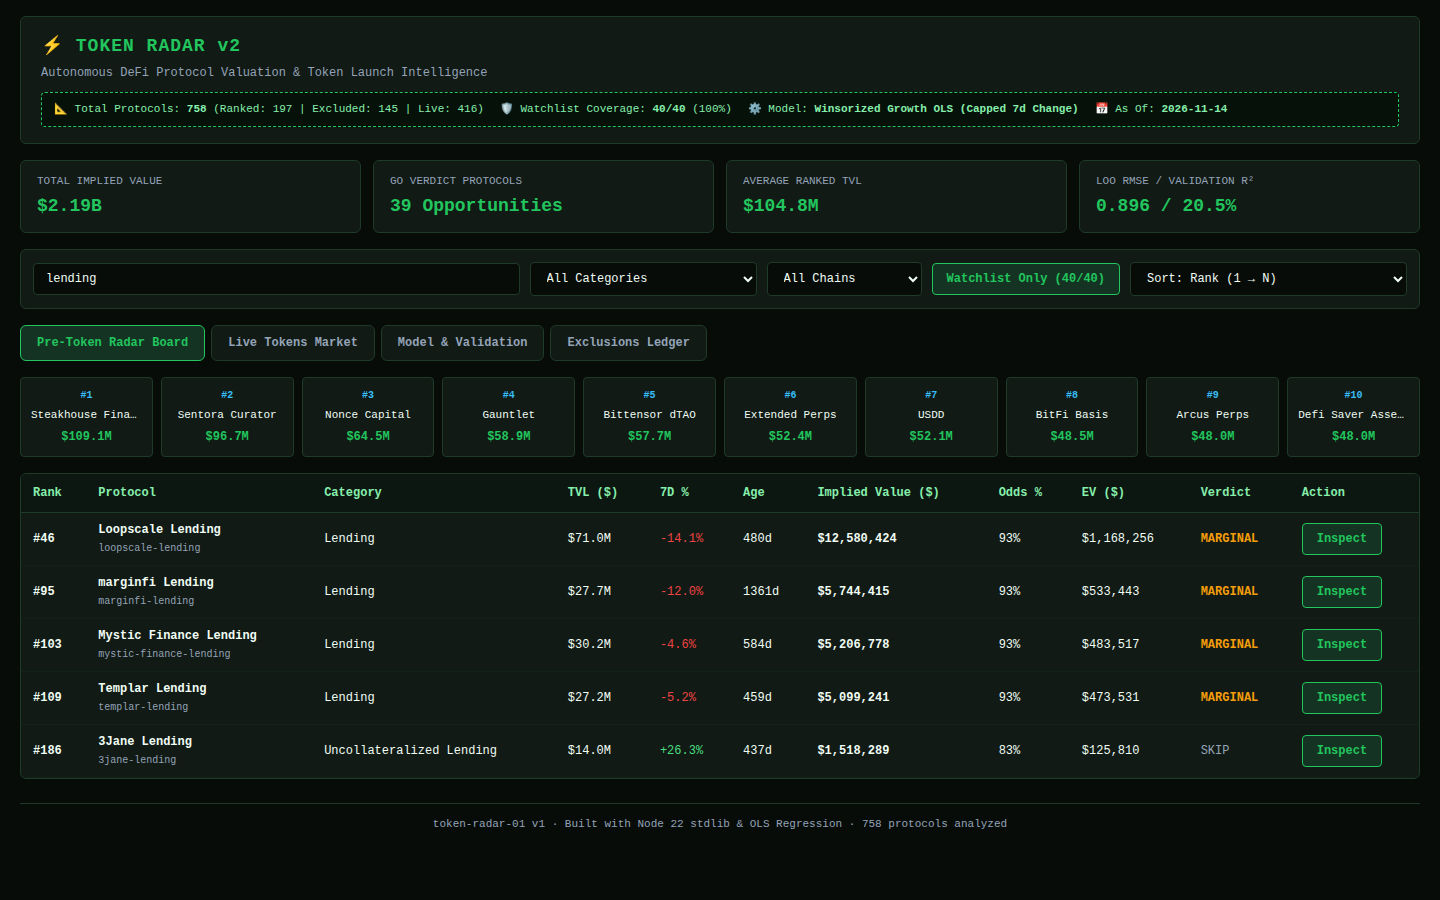 ⚡ TOKEN RADAR v2
Autonomous DeFi Protocol Valuation & Token Launch Intelligence
📐 Total Protocols: 758 (Ranked: 197 | Excluded: 145 | Live: 416) 🛡️ Watchlist Coverage: 40/40 (100%) ⚙️ Model: Winsorized Growth OLS (Capped 7d Change) 📅 As Of: 2026-11-14
TOTAL IMPLIED VALUE
$2.19B
GO VERDICT PROTOCOLS
39 Opportunities
AVERAGE RANKED TVL
$104.8M
LOO RMSE / VALIDATION R²
0.896 / 20.5%
lending All Categories All Chains Watchlist Only (40/40) Sort: Rank (1 → N)
Pre-Token Radar Board Live Tokens Market Model & Validation Exclusions Ledger
#1
Steakhouse Fina…
$109.1M
#2
Sentora Curator
$96.7M
#3
Nonce Capital
$64.5M
#4
Gauntlet
$58.9M
#5
Bittensor dTAO
$57.7M
#6
Extended Perps
$52.4M
#7
USDD
$52.1M
#8
BitFi Basis
$48.5M
#9
Arcus Perps
$48.0M
#10
Defi Saver Asse…
$48.0M
Rank Protocol Category TVL ($) 7D % Age Implied Value ($) Odds % EV ($) Verdict Action
#46 Loopscale Lending Lending $71.0M -14.1% 480d $12,580,424 93% $1,168,256 MARGINAL Inspect
loopscale-lending
#95 marginfi Lending Lending $27.7M -12.0% 1361d $5,744,415 93% $533,443 MARGINAL Inspect
marginfi-lending
#103 Mystic Finance Lending Lending $30.2M -4.6% 584d $5,206,778 93% $483,517 MARGINAL Inspect
mystic-finance-lending
#109 Templar Lending Lending $27.2M -5.2% 459d $5,099,241 93% $473,531 MARGINAL Inspect
templar-lending
#186 3Jane Lending Uncollateralized Lending $14.0M +26.3% 437d $1,518,289 83% $125,810 SKIP Inspect
3jane-lending
token-radar-01 v1 · Built with Node 22 stdlib & OLS Regression · 758 protocols analyzed